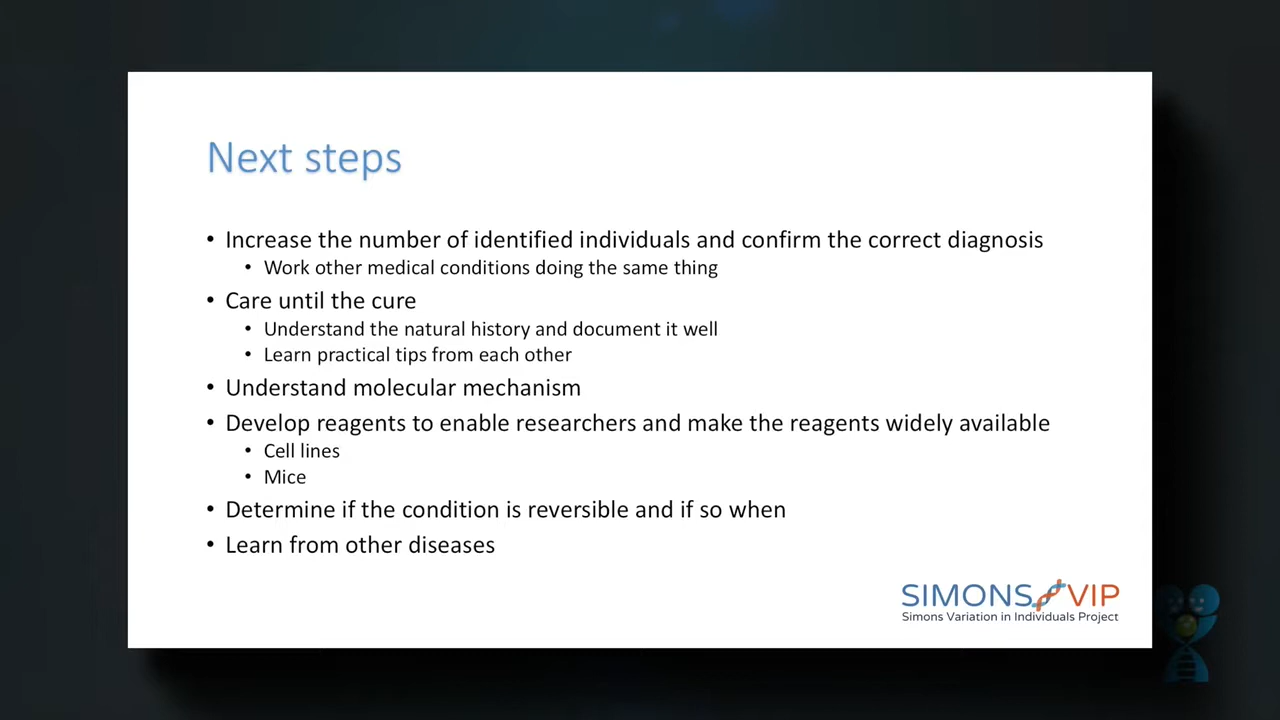 Next steps
• Increase the number of identified individuals and confirm the correct diagnosis
• Work other medical conditions doing the same thing
• Care until the cure
• Understand the natural history and document it well
• Learn practical tips from each other
• Understand molecular mechanism
• Develop reagents to enable researchers and make the reagents widely available
• Cell lines
• Mice
• Determine if the condition is reversible and if so when
• Learn from other diseases
SIMONS VIP
Simons Variation in Individuals Project